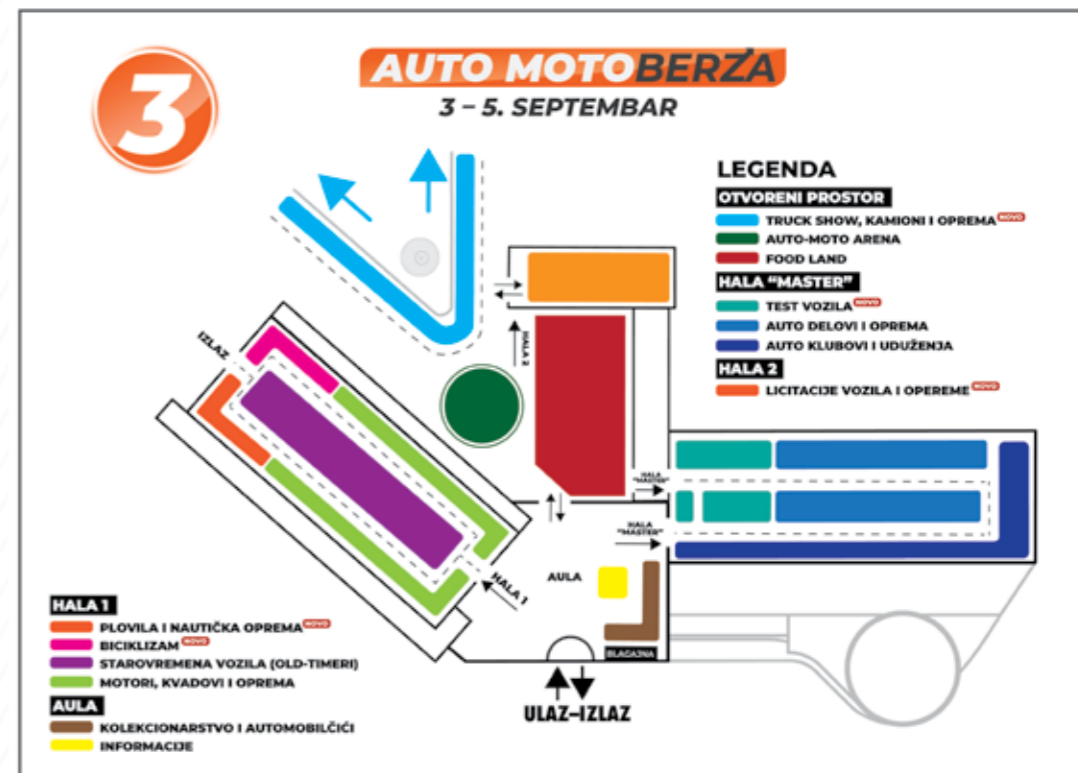 3
AUTO MOTOBERZA
3 – 5. SEPTEMBAR
LEGENDA
OTVORENI PROSTOR
TRUCK SHOW, KAMIONI I OPREMA NOVO
AUTO-MOTO ARENA
FOOD LAND
HALA “MASTER”
TEST VOZILA NOVO
AUTO DELOVI I OPREMA
AUTO KLUBOVI I UDUŽENJA
HALA 2
LICITACIJE VOZILA I OPEREME NOVO
IZLAZ
HALA 2
HALA
“MASTER”
HALA
“MASTER”
AULA
HALA 1
BLAGAJNA
ULAZ–IZLAZ
HALA 1
PLOVILA I NAUTIČKA OPREMA NOVO
BICIKLIZAM NOVO
STAROVREMENA VOZILA (OLD-TIMERI)
MOTORI, KVADOVI I OPREMA
AULA
KOLEKCIONARSTVO I AUTOMOBILČIĆI
INFORMACIJE